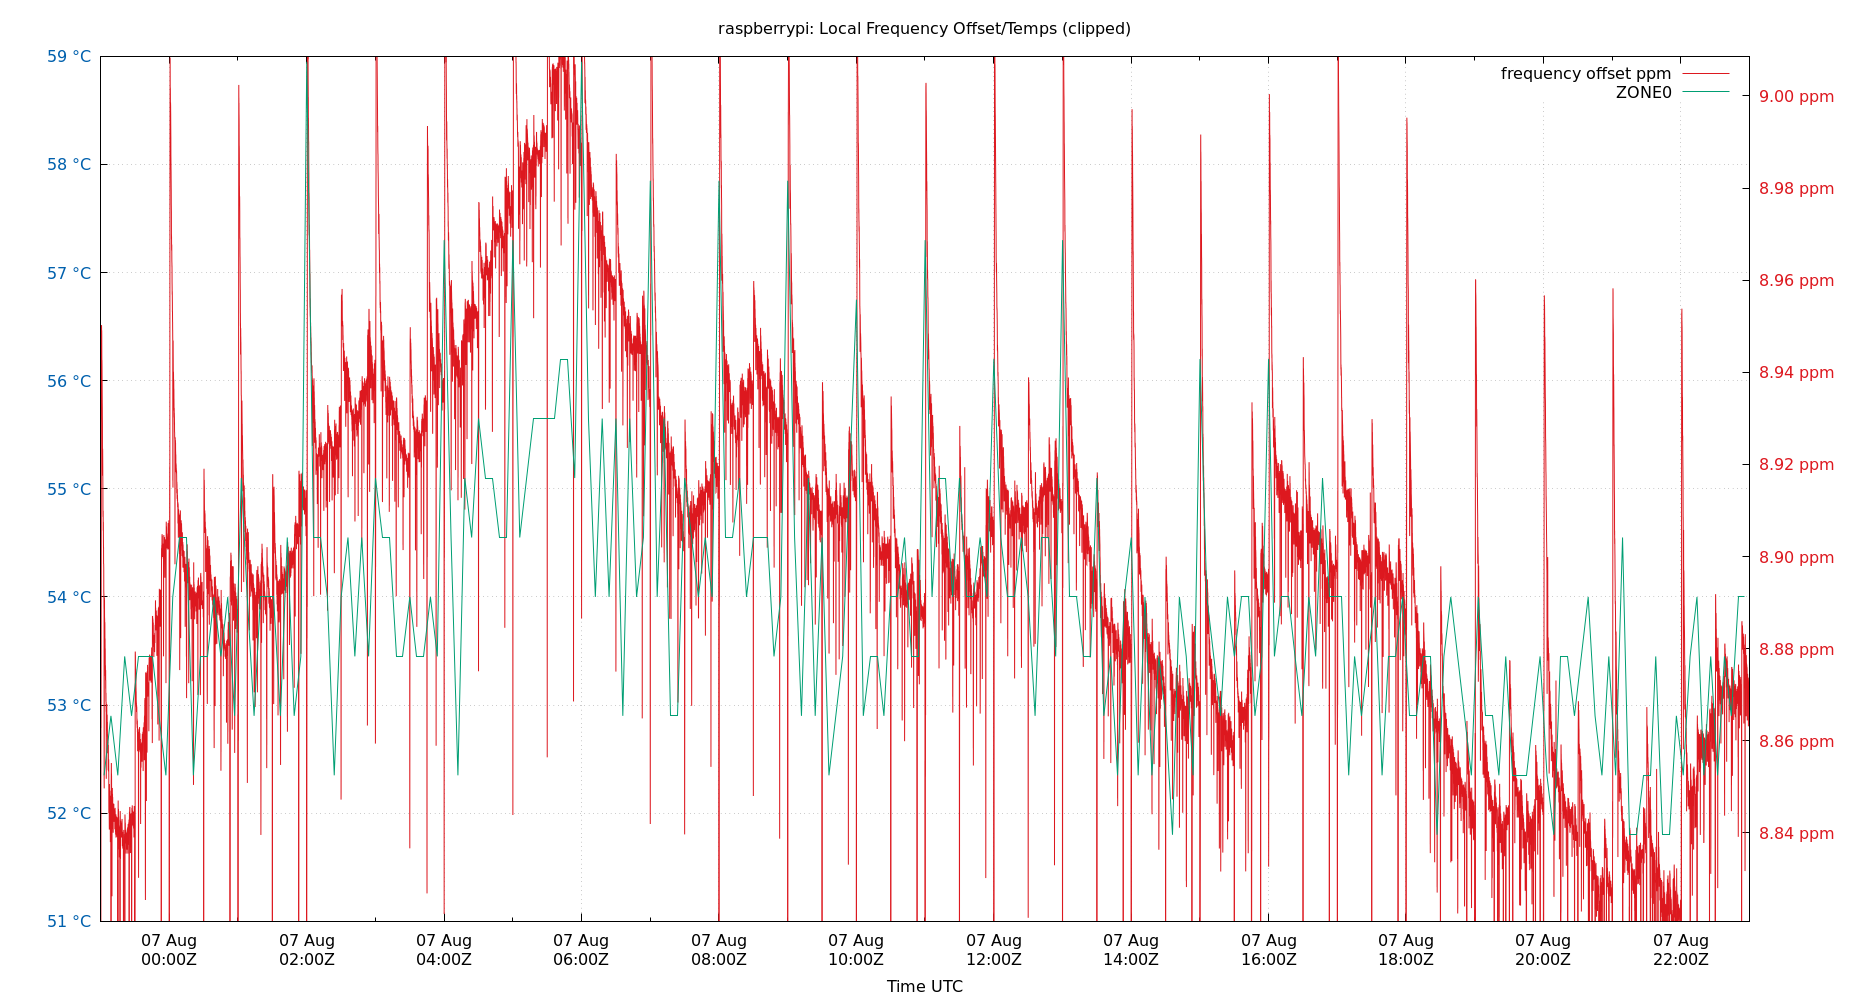 raspberrypi: Local Frequency Offset/Temps (clipped)
frequency offset ppm
ZONE0
59 °C
58 °C
57 °C
56 °C
55 °C
54 °C
53 °C
52 °C
51 °C
9.00 ppm
8.98 ppm
8.96 ppm
8.94 ppm
8.92 ppm
8.90 ppm
8.88 ppm
8.86 ppm
8.84 ppm
07 Aug 07 Aug 07 Aug 07 Aug 07 Aug 07 Aug 07 Aug 07 Aug 07 Aug 07 Aug 07 Aug 07 Aug
00:00Z 02:00Z 04:00Z 06:00Z 08:00Z 10:00Z 12:00Z 14:00Z 16:00Z 18:00Z 20:00Z 22:00Z
Time UTC